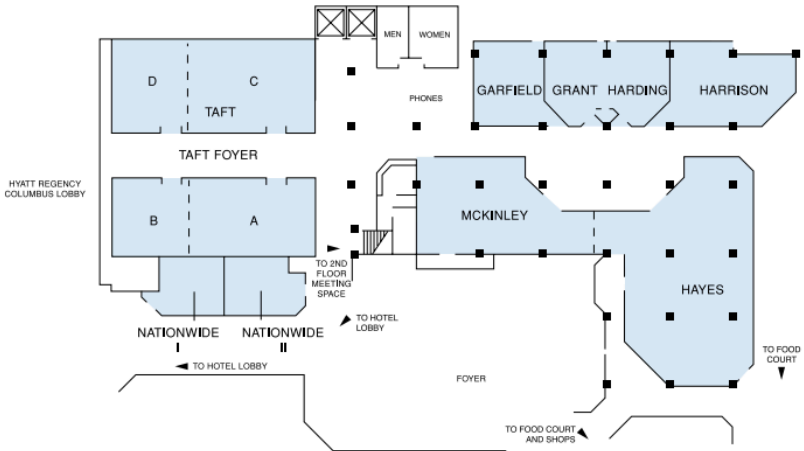 MEN
WOMEN
D
C
TAFT
PHONES
GARFIELD
GRANT
HARDING
HARRISON
TAFT FOYER
HYATT REGENCY
COLUMBUS LOBBY
B
A
MCKINLEY
TO 2ND
FLOOR
MEETING
SPACE
HAYES
NATIONWIDE
I
NATIONWIDE
II
TO HOTEL
LOBBY
TO HOTEL LOBBY
FOYER
TO FOOD
COURT
TO FOOD COURT
AND SHOPS